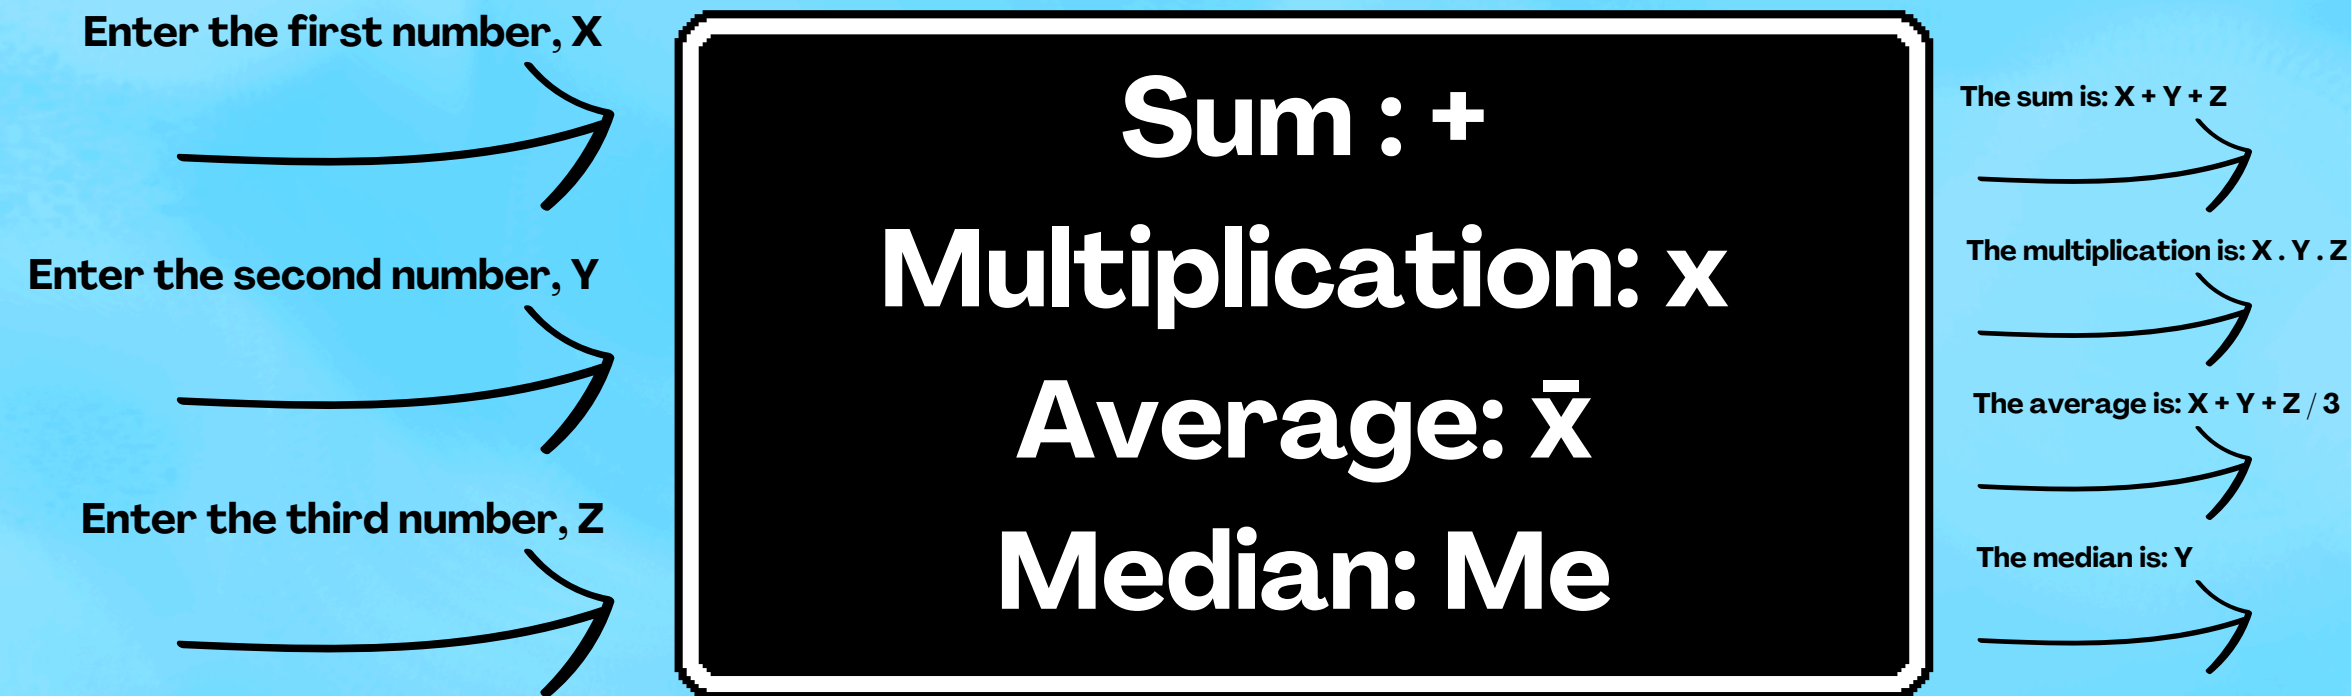 Enter the first number, X
Enter the second number, Y
Enter the third number, Z
Sum : +
Multiplication: x
Average: x̄
Median: Me
The sum is: X + Y + Z
The multiplication is: X . Y . Z
The average is: X + Y + Z / 3
The median is: Y